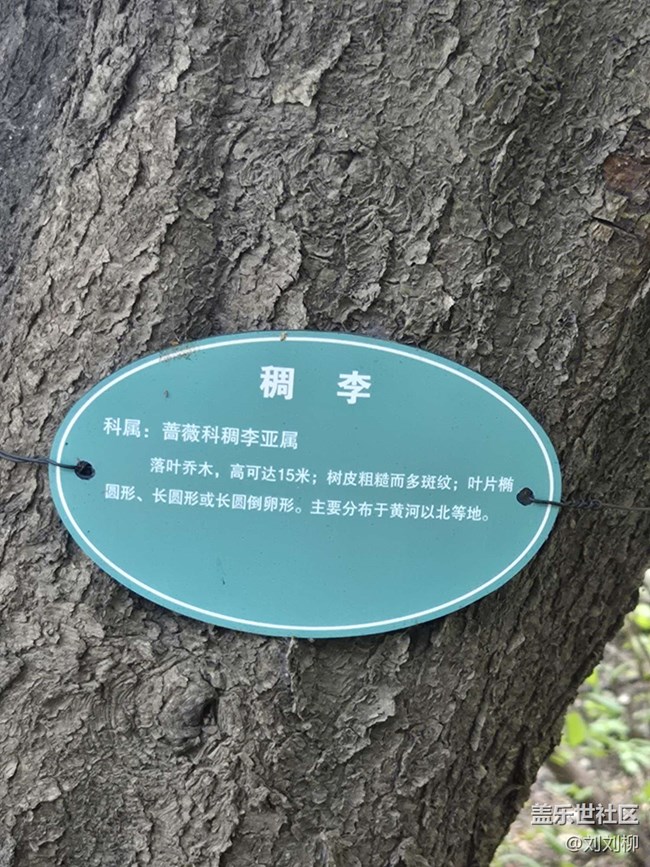 稠 李
科属：蔷薇科稠李亚属
落叶乔木，高可达15米；树皮粗糙而多斑纹；叶片椭
圆形、长圆形或长圆倒卵形。主要分布于黄河以北等地。
盖乐世社区
@刘刘柳